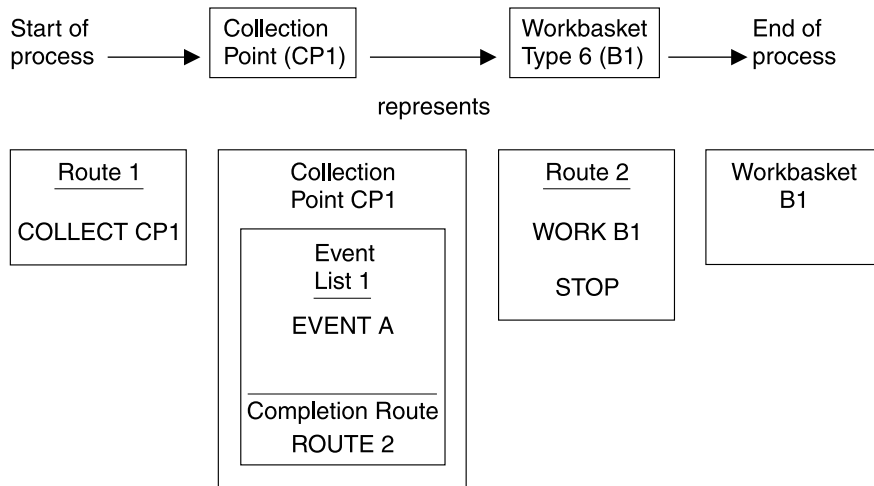 Start of
process
Collection
Point (CP1)
Workbasket
Type 6 (B1)
End of
process
represents
Route 1
COLLECT CP1
Collection
Point CP1
Event
List 1
EVENT A
Completion Route
ROUTE 2
Route 2
WORK B1
STOP
Workbasket
B1